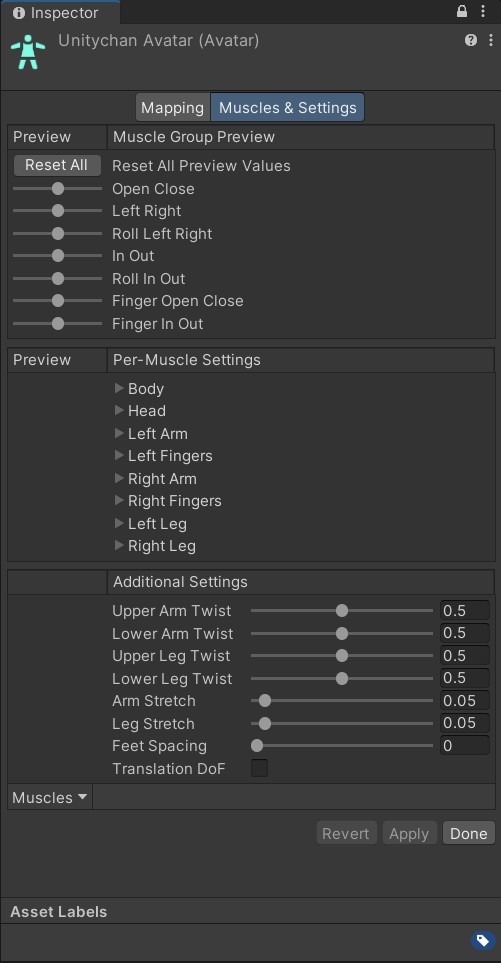 Inspector
Unitychan Avatar (Avatar)
Mapping Muscles & Settings
Preview Muscle Group Preview
Reset All Reset All Preview Values
Open Close
Left Right
Roll Left Right
In Out
Roll In Out
Finger Open Close
Finger In Out
Preview Per-Muscle Settings
Body
Head
Left Arm
Left Fingers
Right Arm
Right Fingers
Left Leg
Right Leg
Additional Settings
Upper Arm Twist 0.5
Lower Arm Twist 0.5
Upper Leg Twist 0.5
Lower Leg Twist 0.5
Arm Stretch 0.05
Leg Stretch 0.05
Feet Spacing 0
Translation DoF
Muscles
Revert Apply Done
Asset Labels